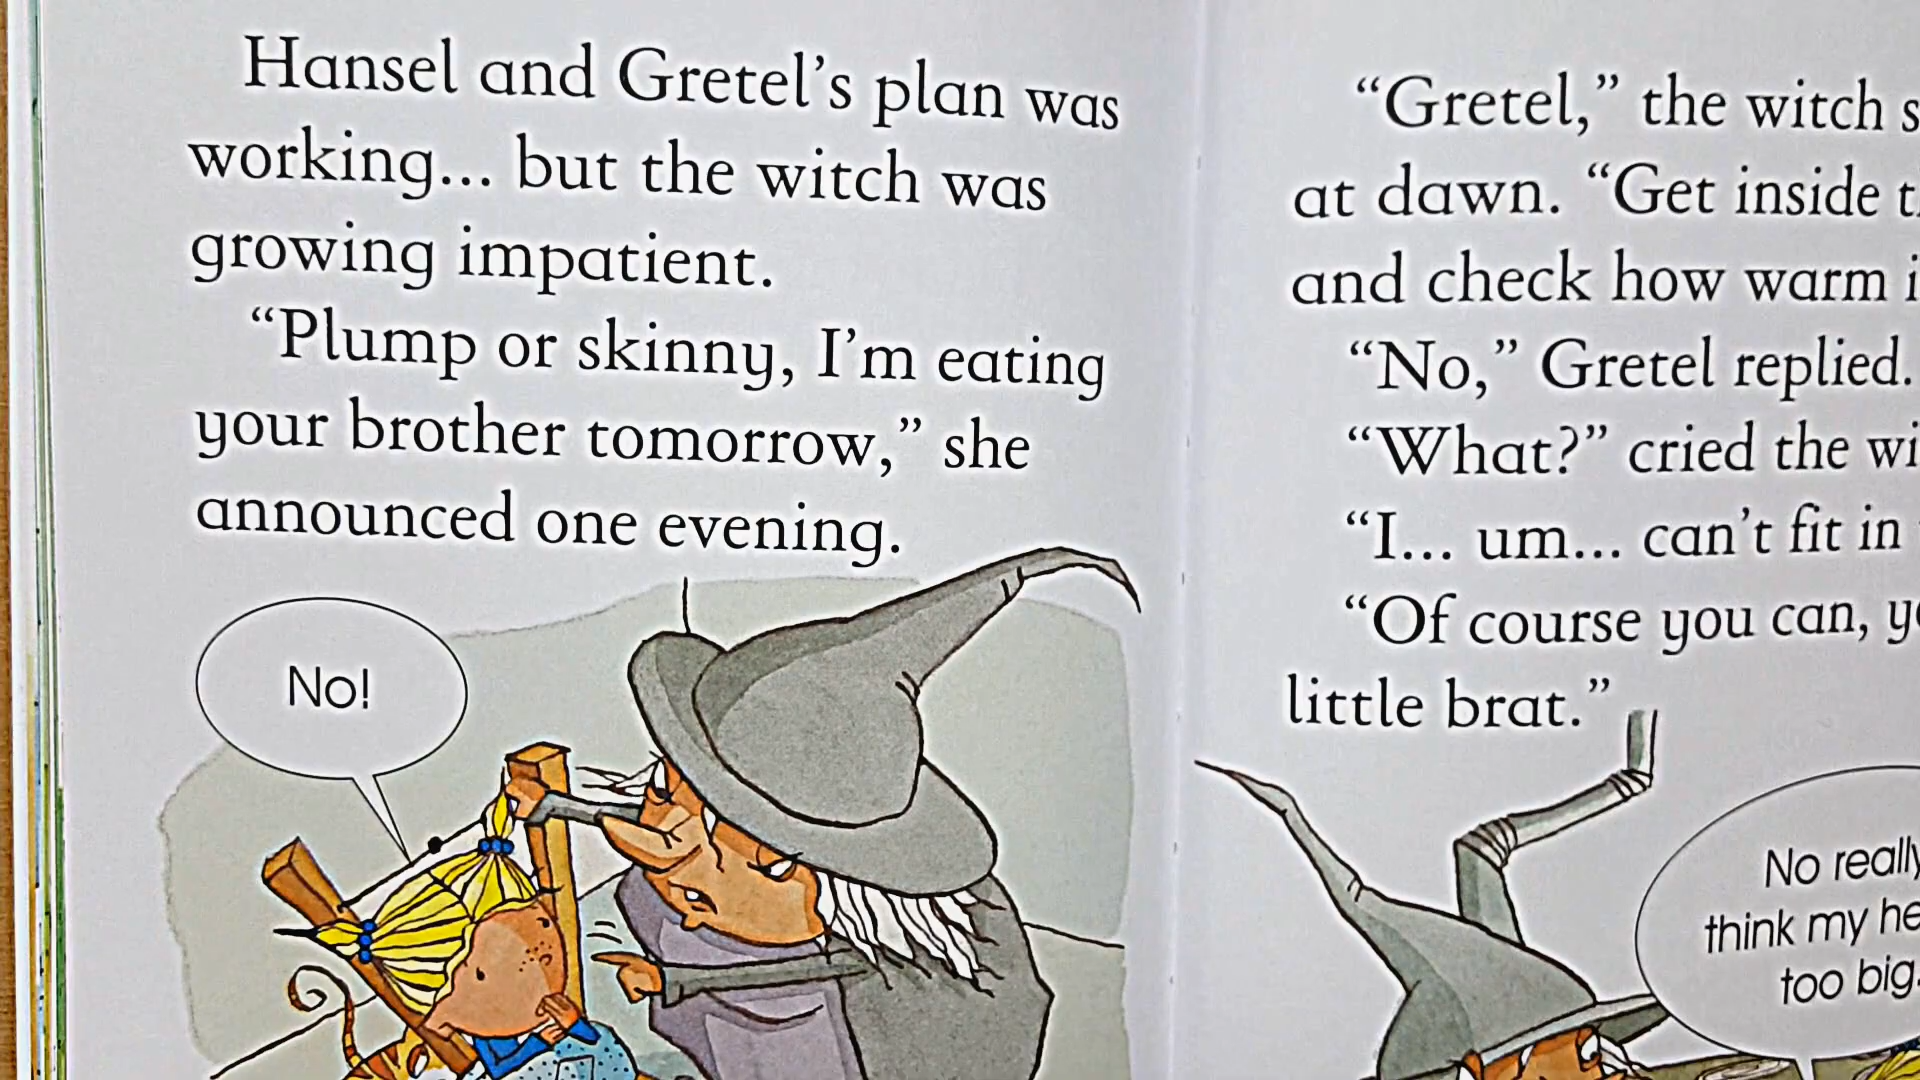 Hansel and Gretel's plan was
working... but the witch was
growing impatient.
"Plump or skinny, I'm eating
your brother tomorrow," she
announced one evening.
No!
"Gretel," the witch
at dawn. "Get inside
and check how warm
"No," Gretel replied.
"What?" cried the
"I... um... can't fit in
"Of course you can,
little brat."
No really
think my
too big.